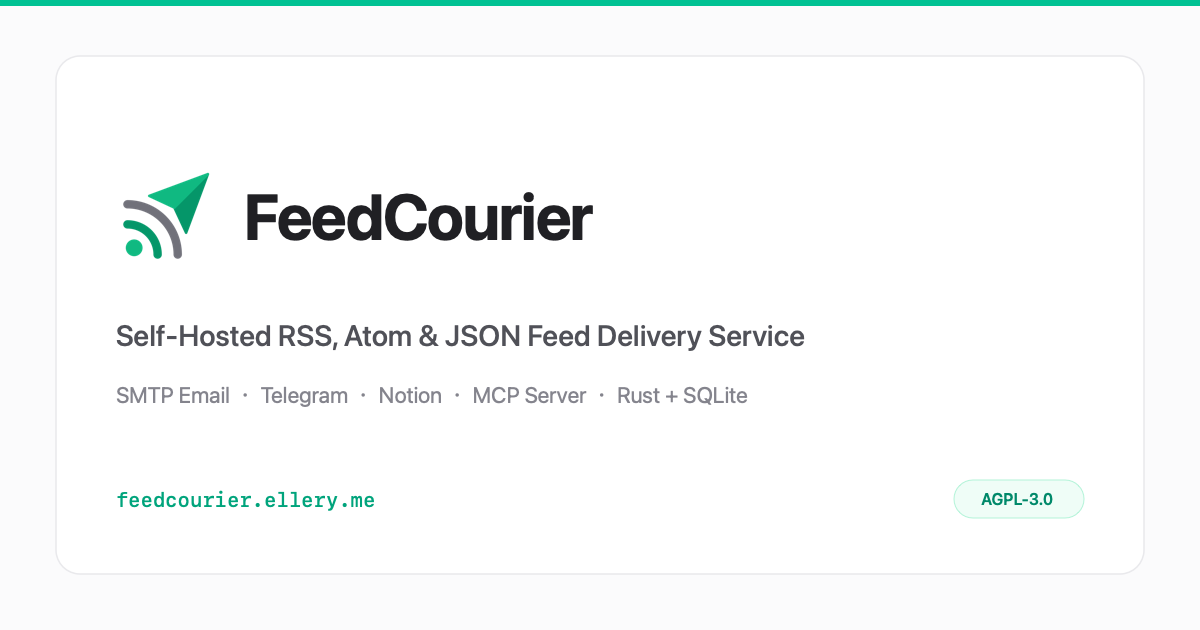 FeedCourier
Self-Hosted RSS, Atom & JSON Feed Delivery Service
SMTP Email · Telegram · Notion · MCP Server · Rust + SQLite
feedcourier.ellery.me
AGPL-3.0